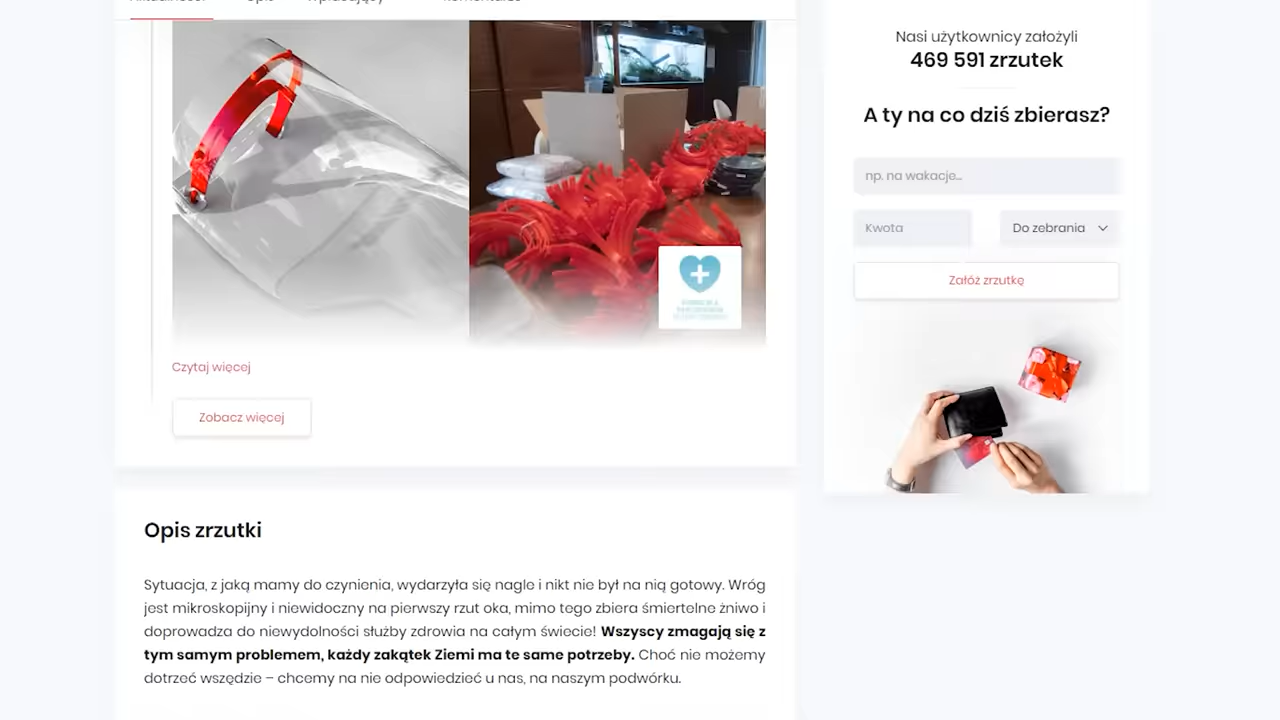 Nasi użytkownicy założyli
469 591 zrzutek
A ty na co dziś zbierasz?
np. na wakacje...
Kwota
Do zebrania
Załóż zrzutkę
Czytaj więcej
Zobacz więcej
Opis zrzutki
Sytuacja, z jaką mamy do czynienia, wydarzyła się nagle i nikt nie był na nią gotowy. Wróg
jest mikroskopijny i niewidoczny na pierwszy rzut oka, mimo tego zbiera śmiertelne żniwo i
doprowadza do niewydolności służby zdrowia na całym świecie! Wszyscy zmagają się z
tym samym problemem, każdy zakątek Ziemi ma te same potrzeby. Choć nie możemy
dotrzeć wszędzie – chcemy na nie odpowiedzieć u nas, na naszym podwórku.